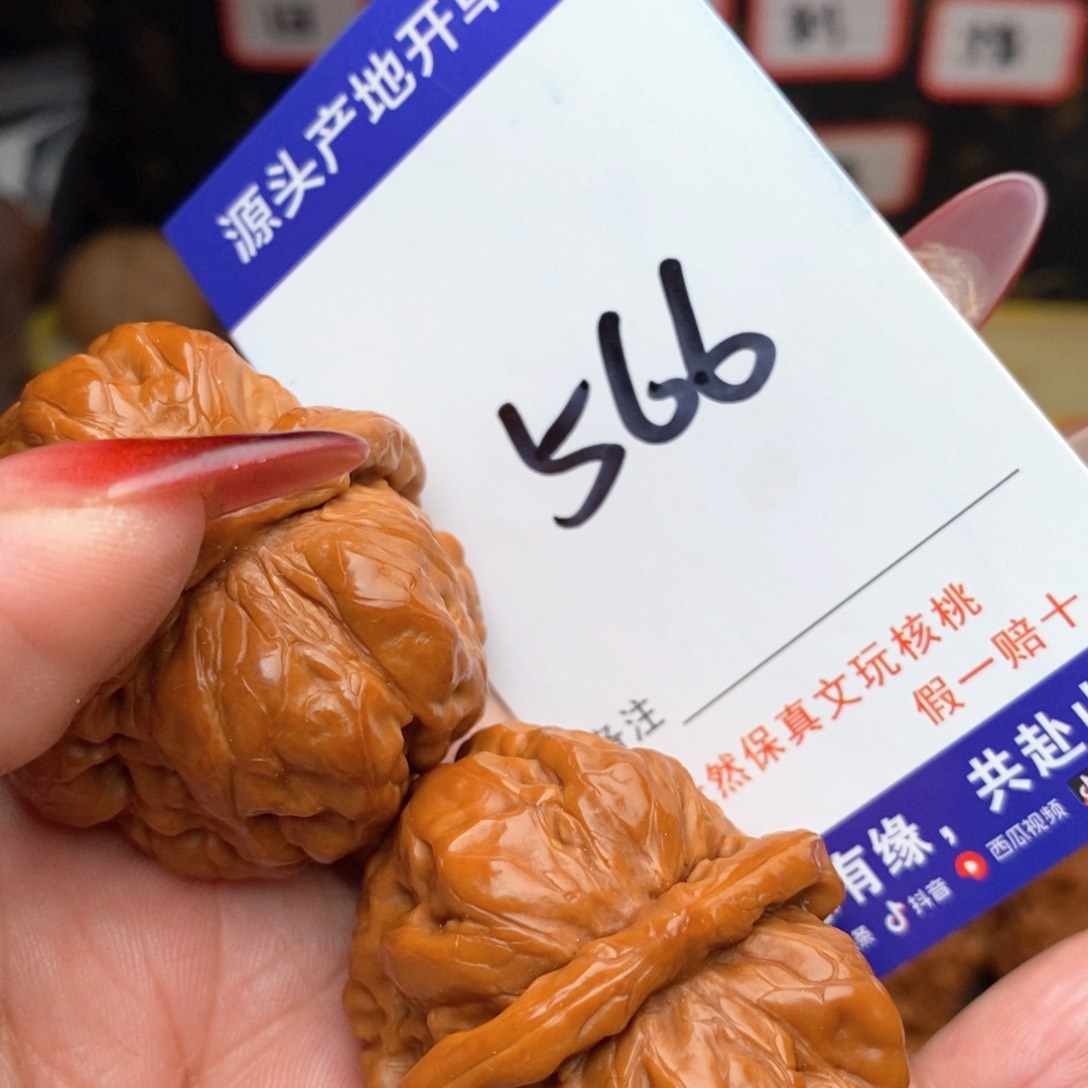 源头产地开
566
备注
然保真文玩核桃
假一赔十
有缘，共赴
抖音
西瓜视频